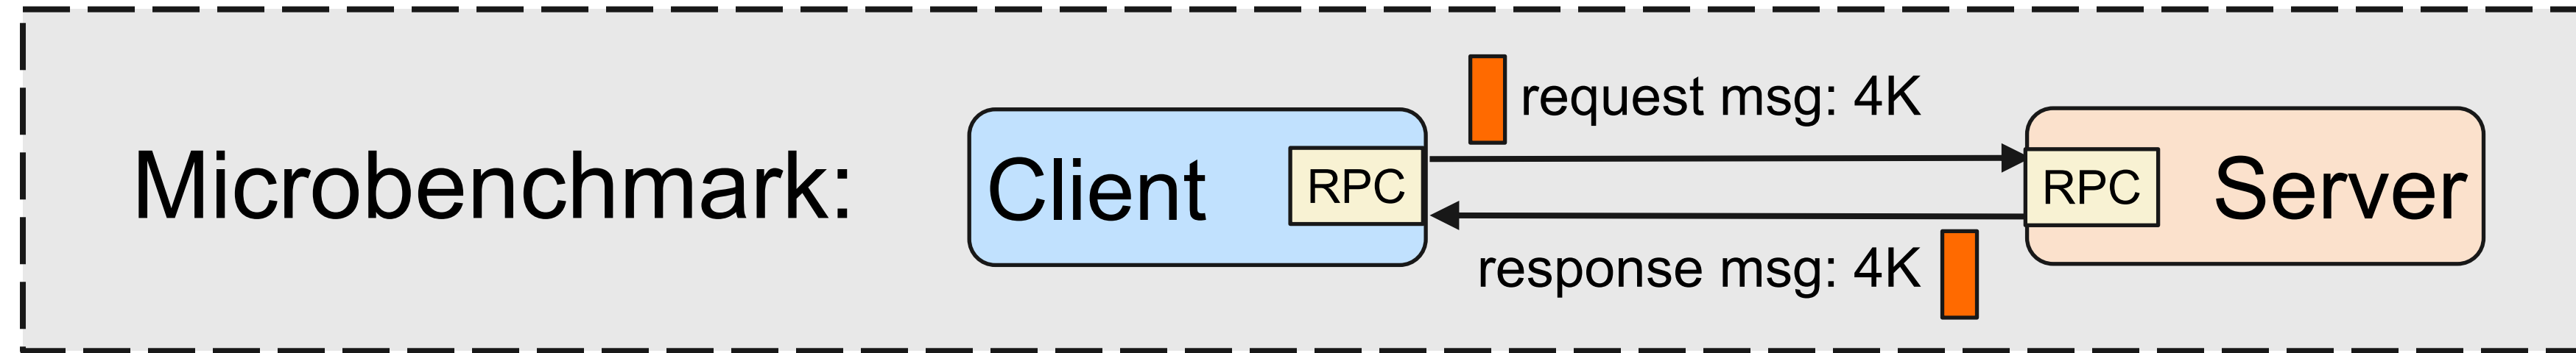 Microbenchmark:
Client
RPC
request msg: 4K
response msg: 4K
RPC
Server